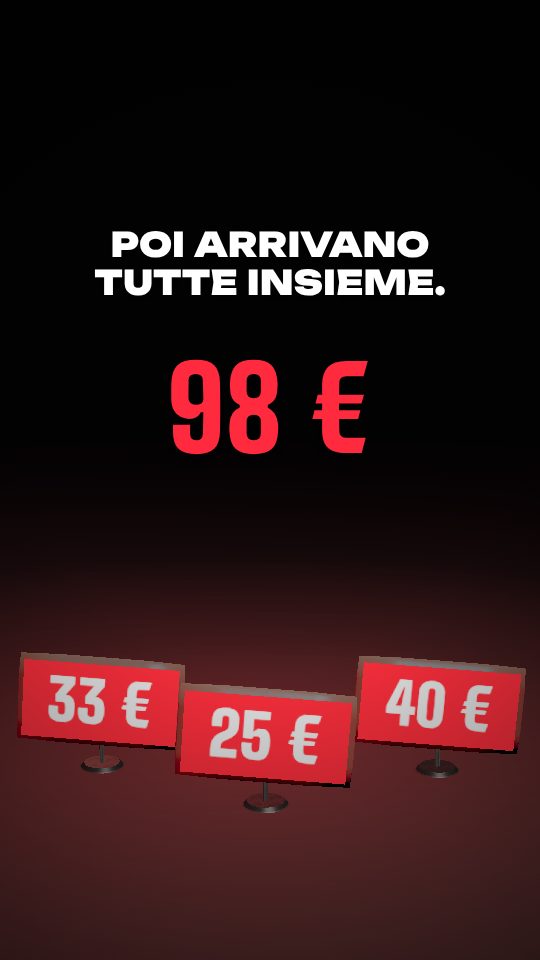 POI ARRIVANO
TUTTE INSIEME.
98 €
33 €
25 €
40 €